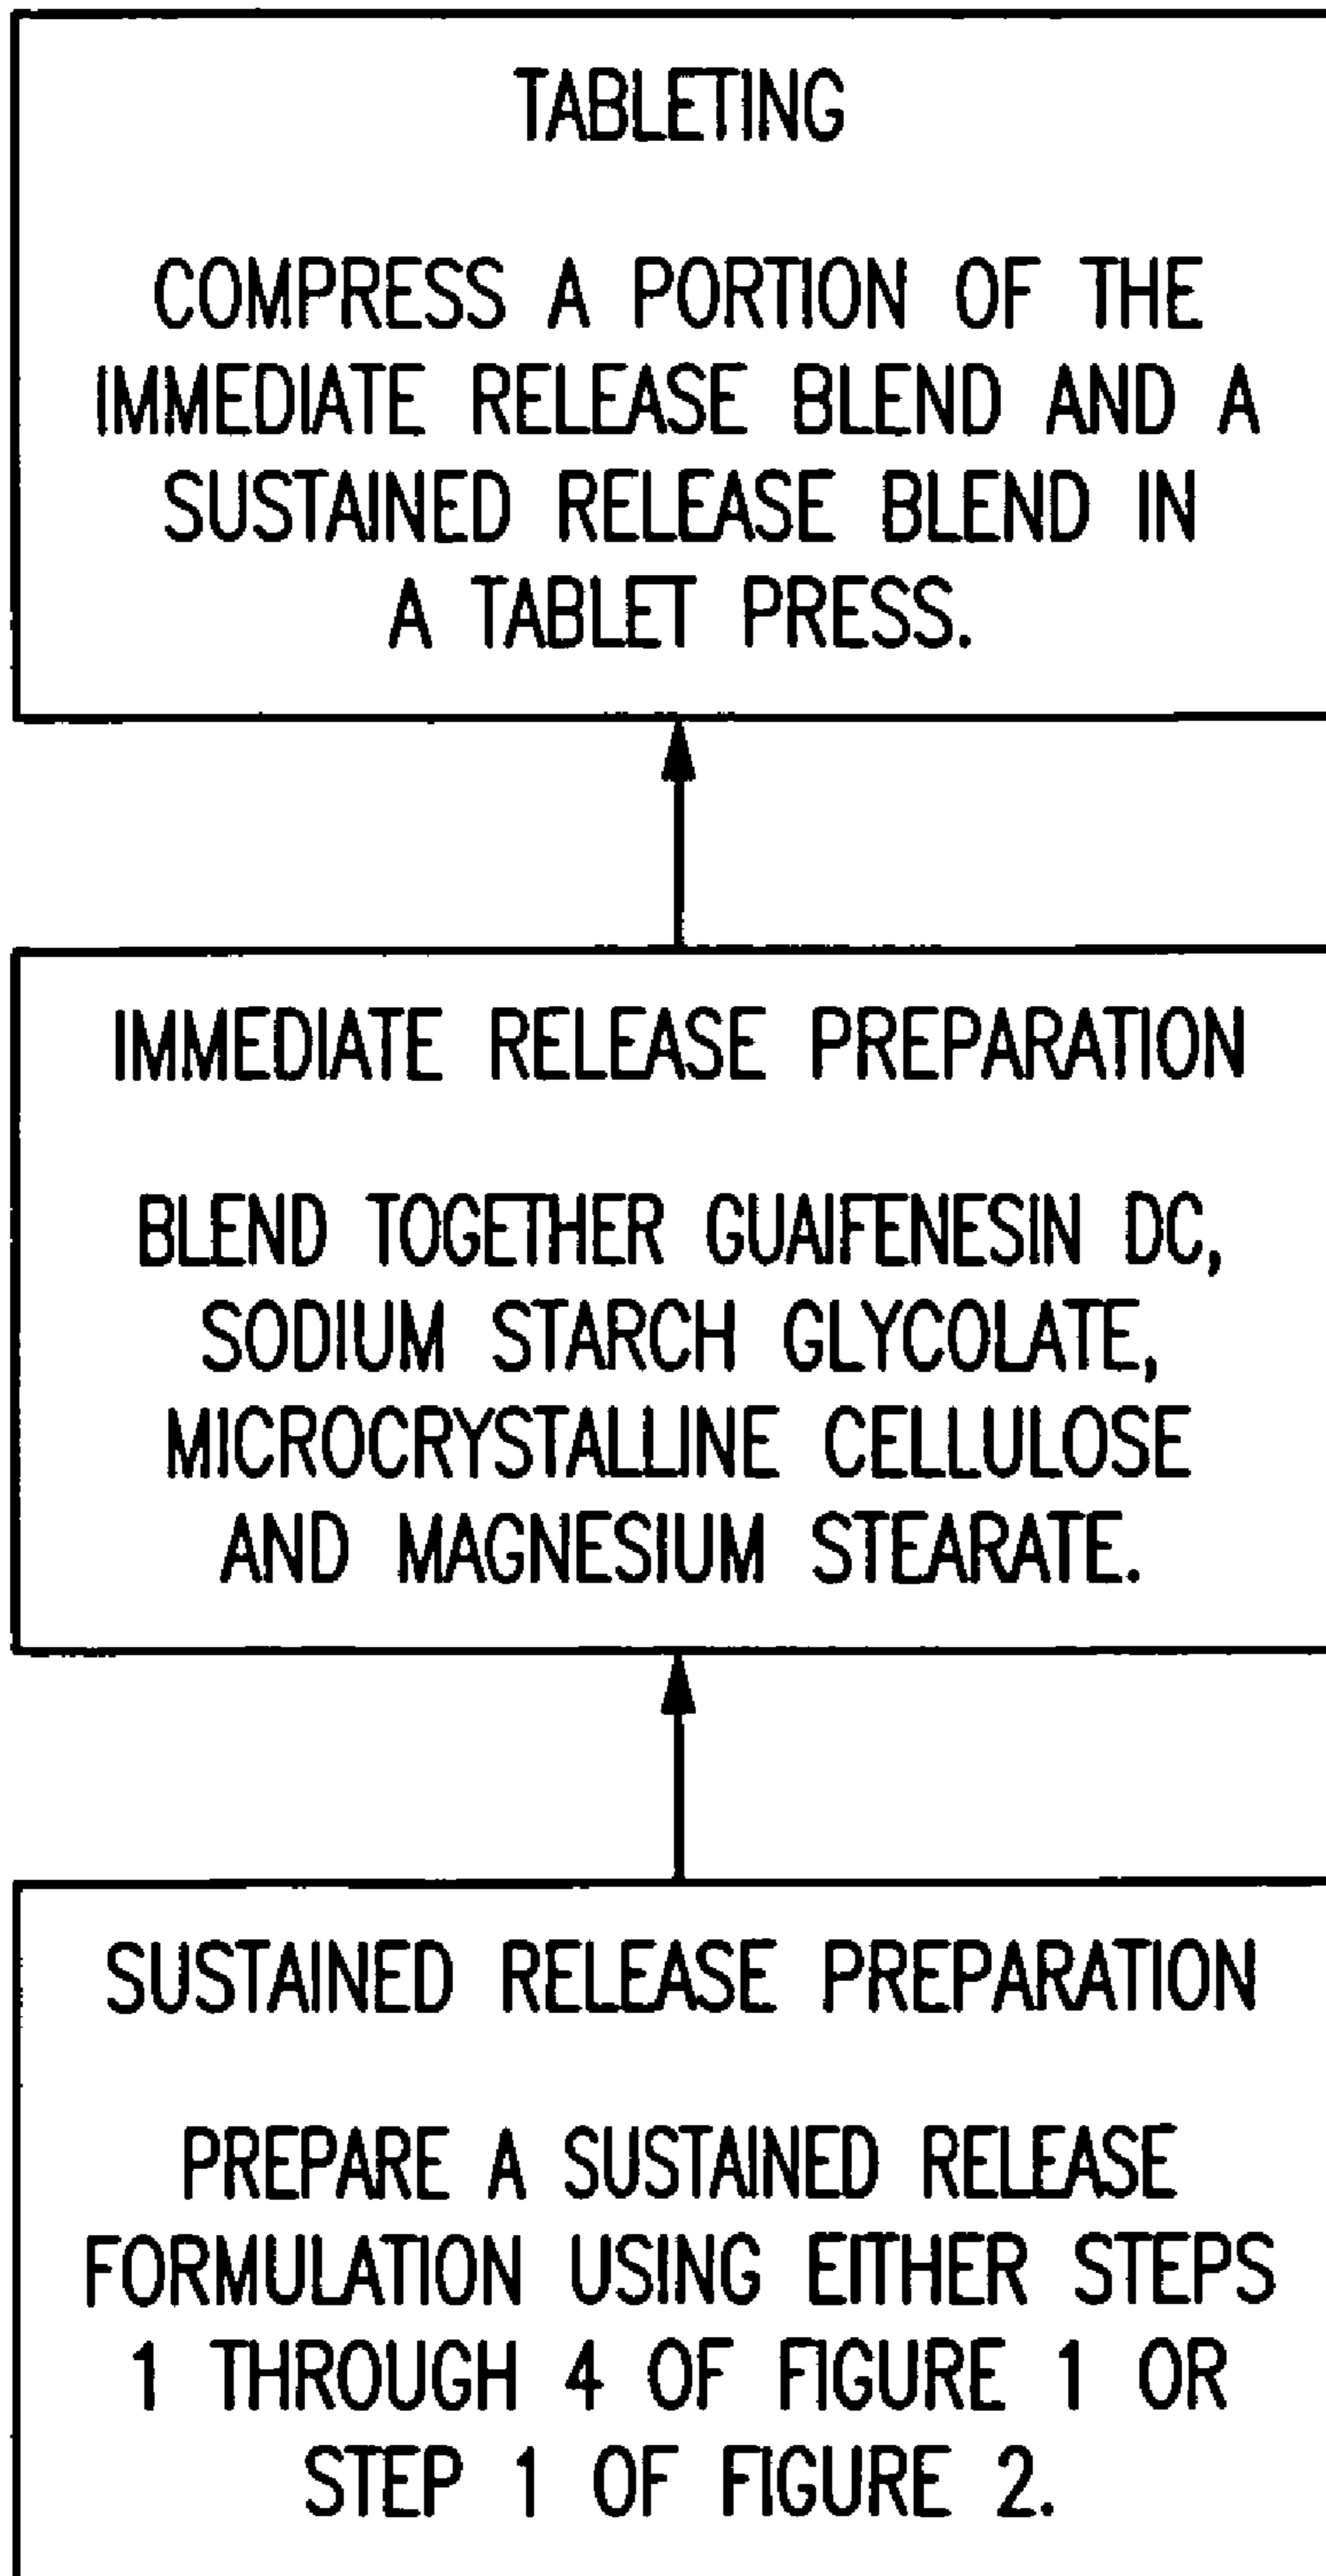 TABLETING
COMPRESS A PORTION OF THE
IMMEDIATE RELEASE BLEND AND A
SUSTAINED RELEASE BLEND IN
A TABLET PRESS.
IMMEDIATE RELEASE PREPARATION
BLEND TOGETHER GUAIFENESIN DC,
SODIUM STARCH GLYCOLATE,
MICROCRYSTALLINE CELLULOSE
AND MAGNESIUM STEARATE.
SUSTAINED RELEASE PREPARATION
PREPARE A SUSTAINED RELEASE
FORMULATION USING EITHER STEPS
1 THROUGH 4 OF FIGURE 1 OR
STEP 1 OF FIGURE 2.